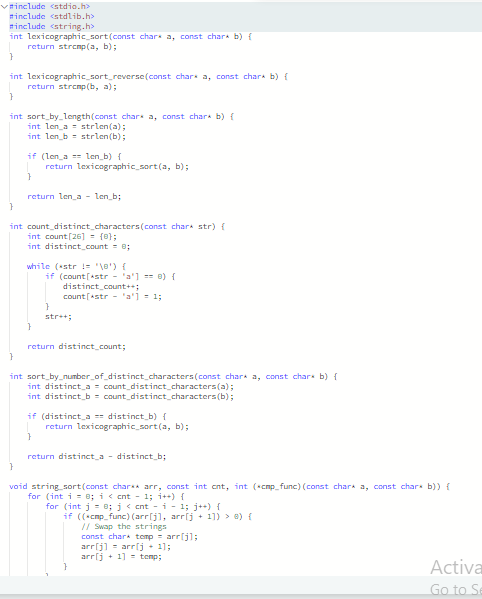 #include <stdio.h>
#include <stdlib.h>
#include <string.h>
int lexicographic_sort(const char* a, const char* b) {
    return strcmp(a, b);
}

int lexicographic_sort_reverse(const char* a, const char* b) {
    return strcmp(b, a);
}

int sort_by_length(const char* a, const char* b) {
    int len_a = strlen(a);
    int len_b = strlen(b);

    if (len_a == len_b) {
        return lexicographic_sort(a, b);
    }

    return len_a - len_b;
}

int count_distinct_characters(const char* str) {
    int count[26] = {0};
    int distinct_count = 0;

    while (*str != '\0') {
        if (count[*str - 'a'] == 0) {
            distinct_count++;
            count[*str - 'a'] = 1;
        }
        str++;
    }

    return distinct_count;
}

int sort_by_number_of_distinct_characters(const char* a, const char* b) {
    int distinct_a = count_distinct_characters(a);
    int distinct_b = count_distinct_characters(b);

    if (distinct_a == distinct_b) {
        return lexicographic_sort(a, b);
    }

    return distinct_a - distinct_b;
}

void string_sort(const char** arr, const int cnt, int (*cmp_func)(const char* a, const char* b)) {
    for (int i = 0; i < cnt - 1; i++) {
        for (int j = 0; j < cnt - i - 1; j++) {
            if ((*cmp_func)(arr[j], arr[j + 1]) > 0) {
                // Swap the strings
                const char* temp = arr[j];
                arr[j] = arr[j + 1];
                arr[j + 1] = temp;
            }
        }
Activa
Go to Se